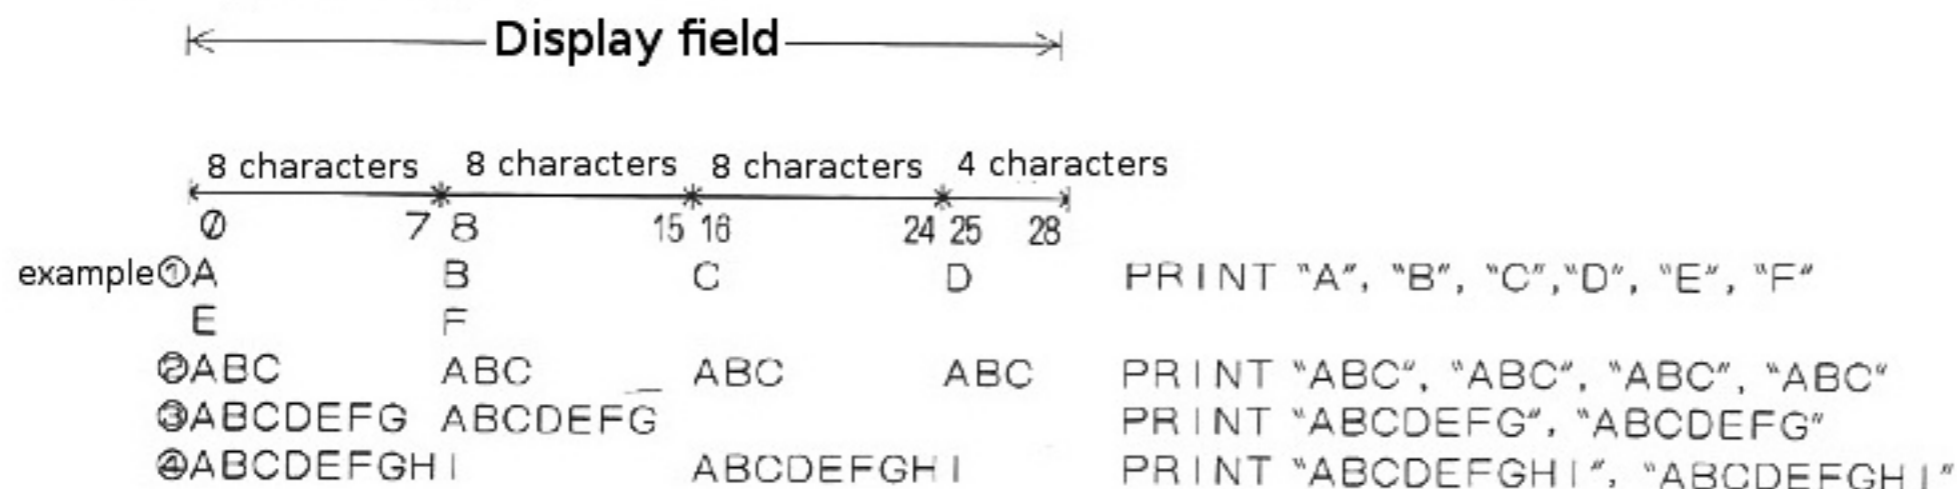 Display field
8 characters 8 characters 8 characters 4 characters
0 7 8 15 16 24 25 28
example①A B C D PRINT "A", "B", "C","D", "E", "F"
E F
②ABC ABC ABC ABC PRINT "ABC", "ABC", "ABC", "ABC"
③ABCDEFG ABCDEFG PRINT "ABCDEFG", "ABCDEFG"
④ABCDEFGHI ABCDEFGHI PRINT "ABCDEFGHI", "ABCDEFGHI"